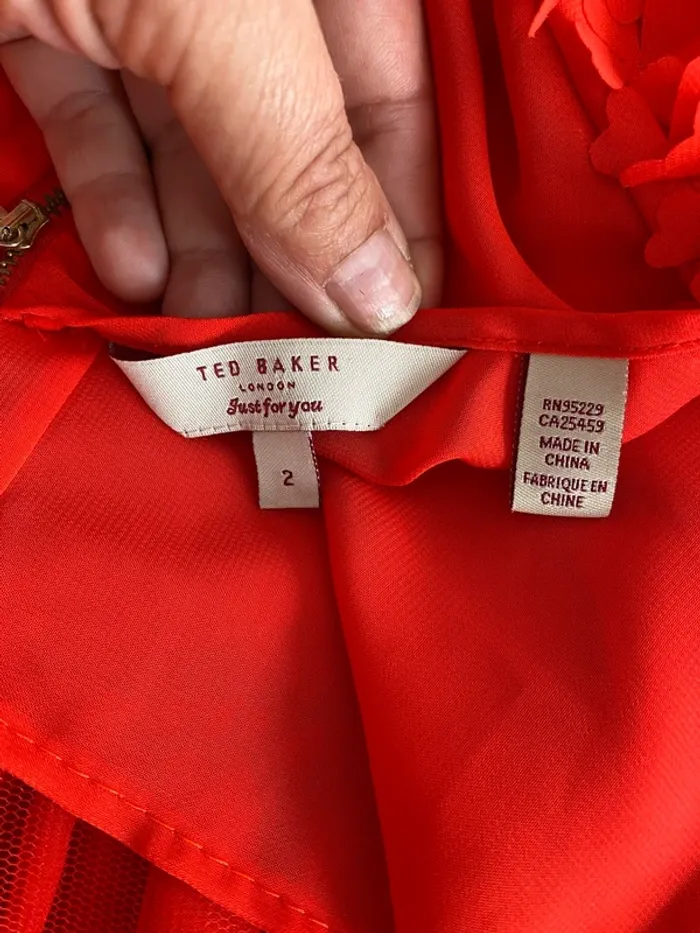 TED BAKER
LONDON
Just for you
2
RN95229
CA25459
MADE IN
CHINA
FABRIQUE EN
CHINE